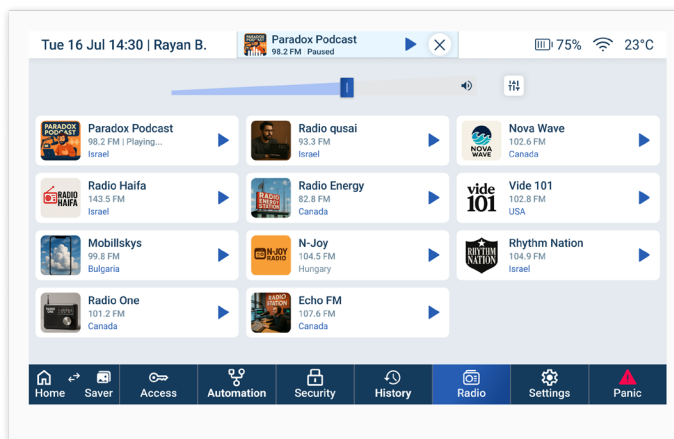 Tue 16 Jul 14:30 | Rayan B.
Paradox Podcast
98.2 FM Paused
75%
23°C
PARADOX
PODCAST
Paradox Podcast
98.2 FM | Playing...
Israel
Radio qusai
93.3 FM
Israel
NOVA
WAVE
Nova Wave
102.6 FM
Canada
RADIO
HAIFA
Radio Haifa
143.5 FM
Israel
RADIO
ENERGY
STATION
Radio Energy
82.8 FM
Canada
vide
101
Vide 101
102.8 FM
USA
Mobillskys
99.8 FM
Bulgaria
N-JOY
RADIO
N-Joy
104.5 FM
Hungary
RHYTHM
NATION
Rhythm Nation
104.9 FM
Israel
Radio One
101.2 FM
Canada
RADIO
STATION
Echo FM
107.6 FM
Canada
Home
Saver
Access
Automation
Security
History
Radio
Settings
Panic